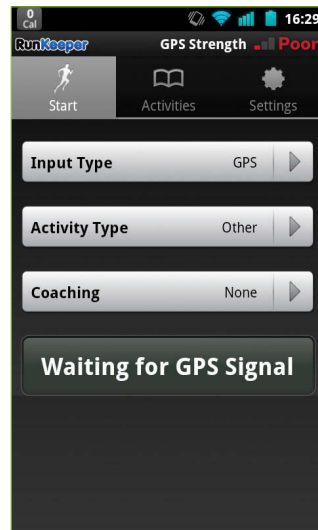 0
Cal
16:29
RunKeeper GPS Strength Poor
Start Activities Settings
Input Type GPS
Activity Type Other
Coaching None
Waiting for GPS Signal